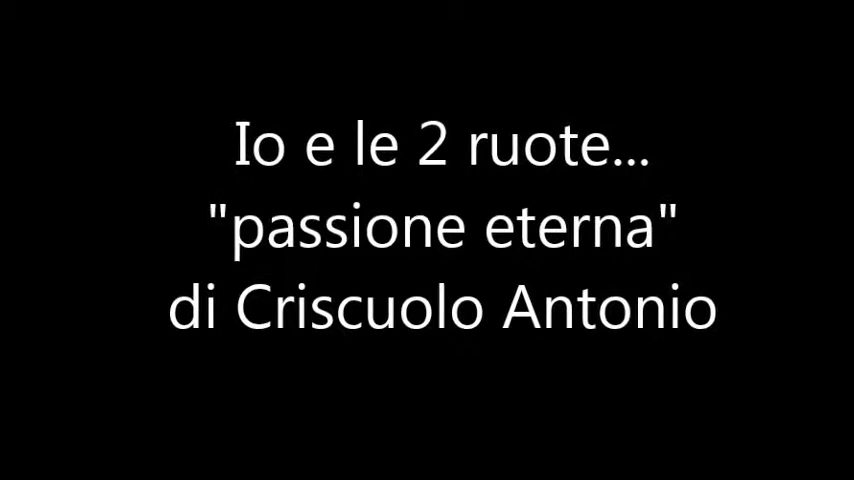 Io e le 2 ruote...
"passione eterna"
di Criscuolo Antonio